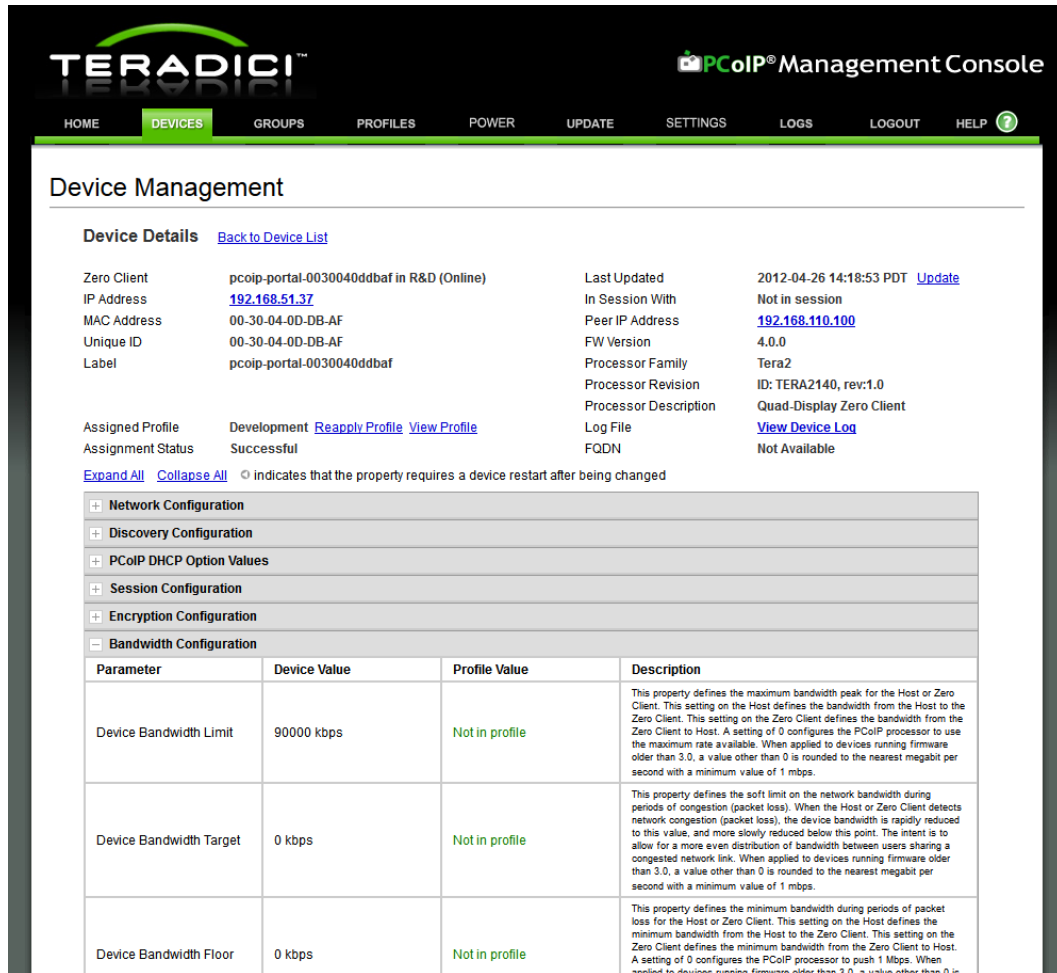 TERADICI™
PCoIP® Management Console
HOME DEVICES GROUPS PROFILES POWER UPDATE SETTINGS LOGS LOGOUT HELP ?
Device Management
Device Details Back to Device List
Zero Client pcoip-portal-0030040ddbaf in R&D (Online) Last Updated 2012-04-26 14:18:53 PDT Update
IP Address 192.168.51.37 In Session With Not in session
MAC Address 00-30-04-0D-DB-AF Peer IP Address 192.168.110.100
Unique ID 00-30-04-0D-DB-AF FW Version 4.0.0
Label pcoip-portal-0030040ddbaf Processor Family Tera2
Processor Revision ID: TERA2140, rev:1.0
Processor Description Quad-Display Zero Client
Assigned Profile Development Reapply Profile View Profile Log File View Device Log
Assignment Status Successful FQDN Not Available
Expand All Collapse All indicates that the property requires a device restart after being changed
Network Configuration
Discovery Configuration
PCoIP DHCP Option Values
Session Configuration
Encryption Configuration
Bandwidth Configuration
Parameter Device Value Profile Value Description
Device Bandwidth Limit 90000 kbps Not in profile
This property defines the maximum bandwidth peak for the Host or Zero
Client. This setting on the Host defines the bandwidth from the Host to the
Zero Client. This setting on the Zero Client defines the bandwidth from the
Zero Client to Host. A setting of 0 configures the PCoIP processor to use
the maximum rate available. When applied to devices running firmware
older than 3.0, a value other than 0 is rounded to the nearest megabit per
second with a minimum value of 1 mbps.
Device Bandwidth Target 0 kbps Not in profile
This property defines the soft limit on the network bandwidth during
periods of congestion (packet loss). When the Host or Zero Client detects
network congestion (packet loss), the device bandwidth is rapidly reduced
to this value, and more slowly reduced below this point. The intent is to
allow for a more even distribution of bandwidth between users sharing a
congested network link. When applied to devices running firmware older
than 3.0, a value other than 0 is rounded to the nearest megabit per
second with a minimum value of 1 mbps.
Device Bandwidth Floor 0 kbps Not in profile
This property defines the minimum bandwidth during periods of packet
loss for the Host or Zero Client. This setting on the Host defines the
minimum bandwidth from the Host to the Zero Client. This setting on the
Zero Client defines the minimum bandwidth from the Zero Client to Host.
A setting of 0 configures the PCoIP processor to push 1 Mbps. When
applied to devices running firmware older than 3.0, a value other than 0 is